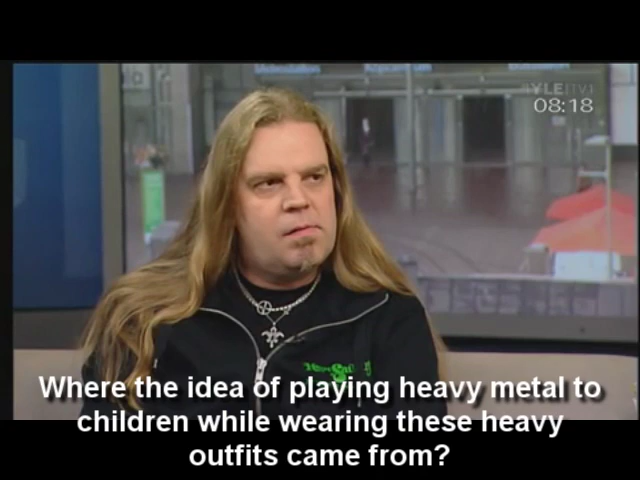 YLE TV1
08:18
Where the idea of playing heavy metal to
children while wearing these heavy
outfits came from?